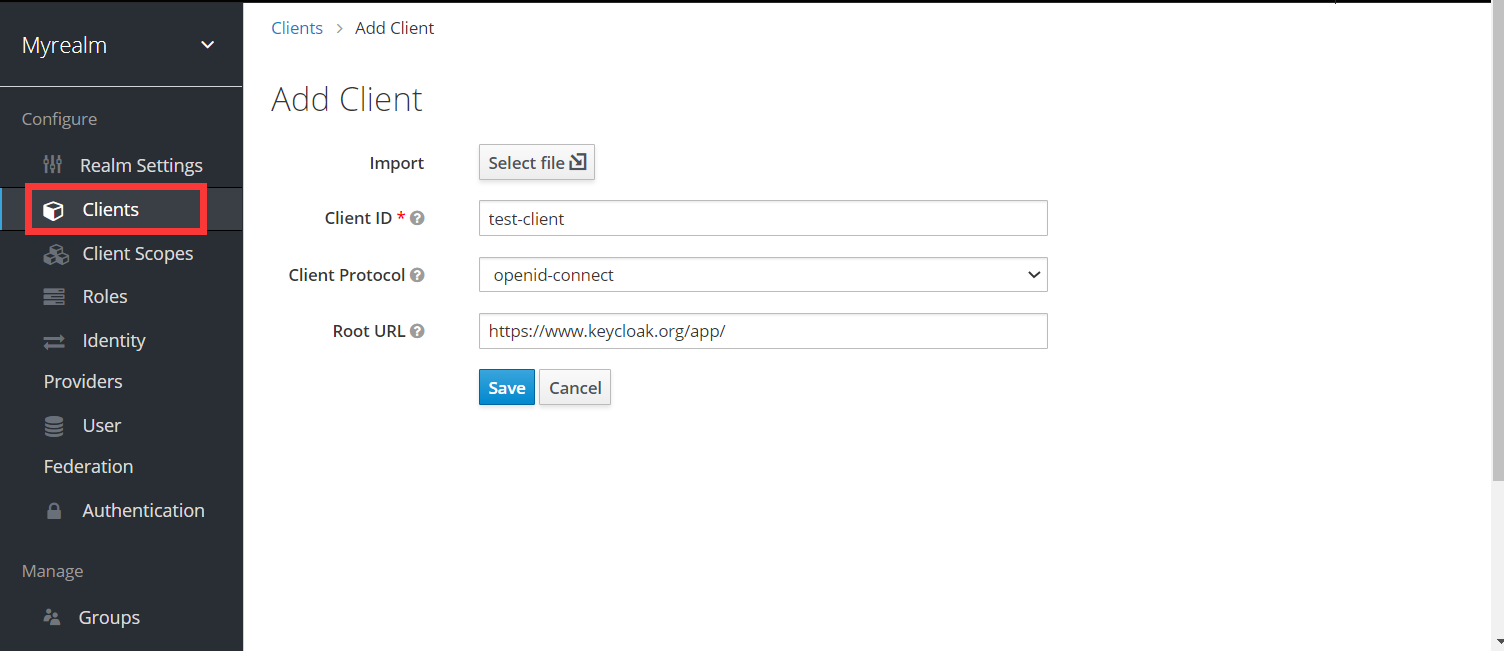 Myrealm
Configure
Realm Settings
Clients
Client Scopes
Roles
Identity
Providers
User
Federation
Authentication
Manage
Groups
Clients > Add Client
Add Client
Import Select file
Client ID * test-client
Client Protocol openid-connect
Root URL https://www.keycloak.org/app/
Save Cancel